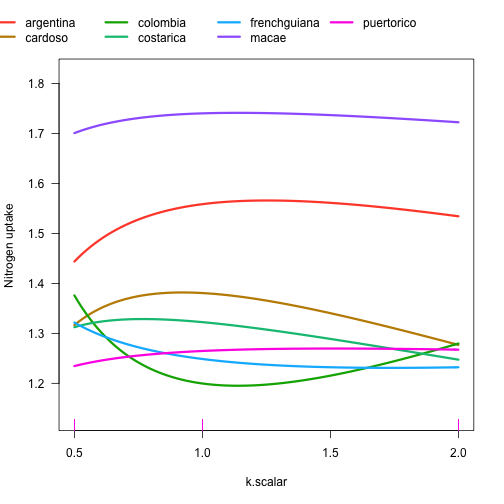 argentina colombia frenchguiana puertorico
cardoso costarica macae
1.8
1.7
1.6
1.5
1.4
1.3
1.2
Nitrogen uptake
0.5 1.0 1.5 2.0
k.scalar